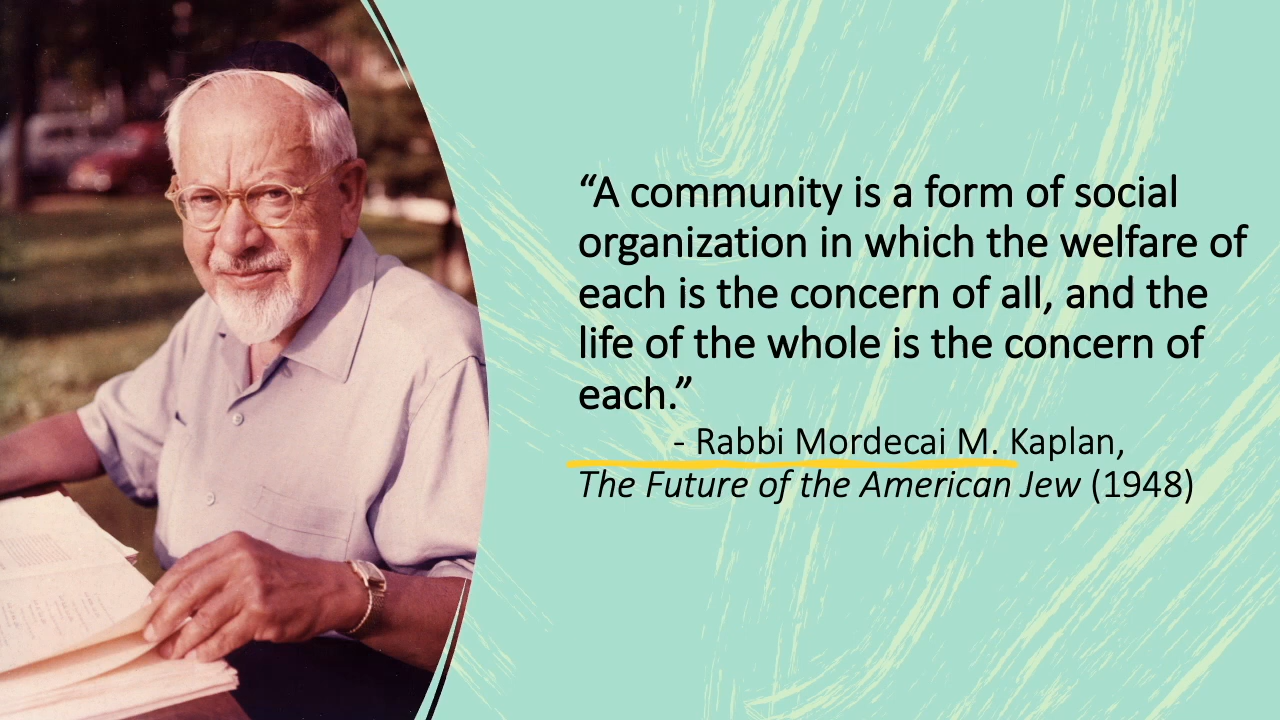 “A community is a form of social
organization in which the welfare of
each is the concern of all, and the
life of the whole is the concern of
each.”
- Rabbi Mordecai M. Kaplan,
The Future of the American Jew (1948)